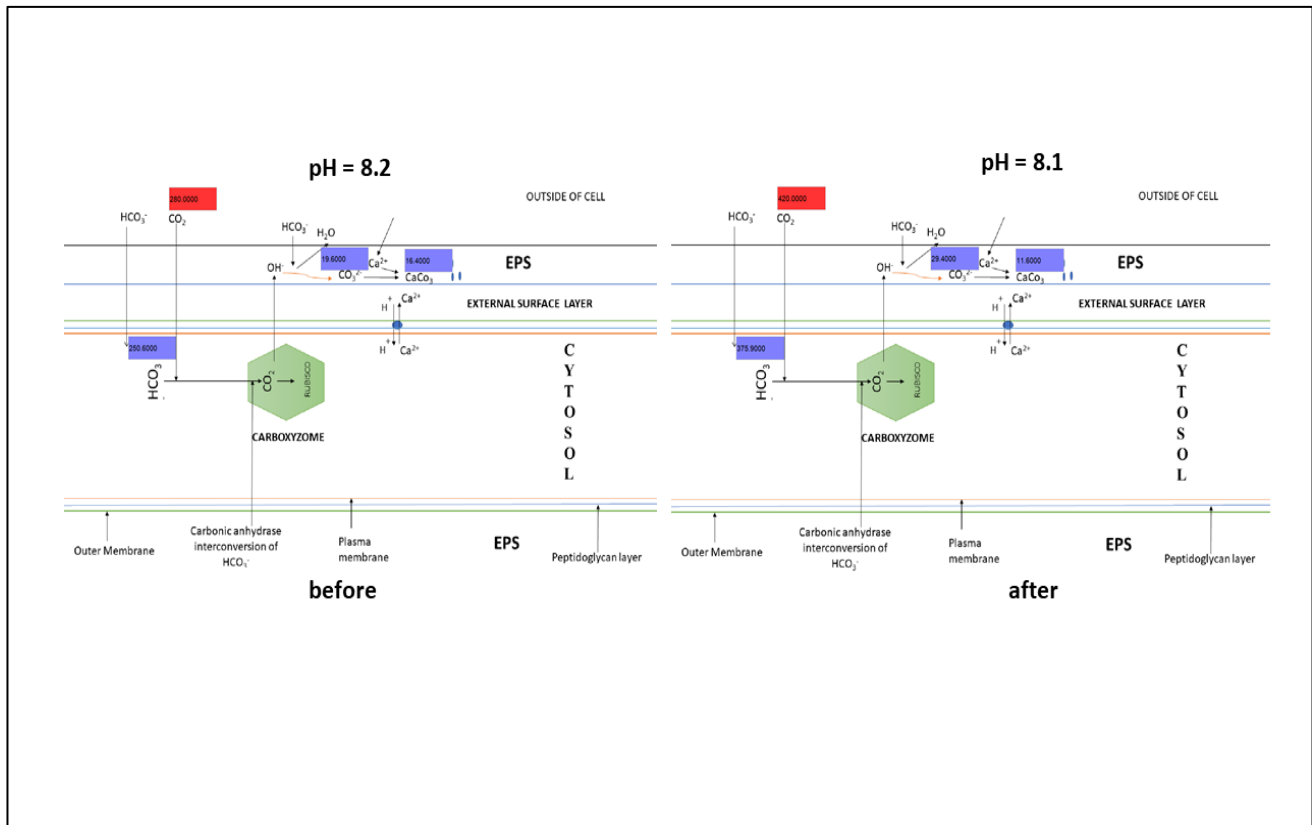 pH = 8.2
280.0000
OUTSIDE OF CELL
HCO₃⁻
CO₂
HCO₃⁻
H₂O
19.6000
Ca²⁺
16.4000
EPS
OH⁻
CO₃²⁻
CaCo₃
H⁺
Ca²⁺
EXTERNAL SURFACE LAYER
H⁺
Ca²⁺
250.6000
HCO₃⁻
CO₂
RUBISCO
CARBOXYZOME
CYTOSOL
Outer Membrane
Carbonic anhydrase
interconversion of
HCO₃⁻
Plasma
membrane
EPS
Peptidoglycan layer
before
pH = 8.1
420.0000
OUTSIDE OF CELL
HCO₃⁻
CO₂
HCO₃⁻
H₂O
29.4000
Ca²⁺
11.6000
EPS
OH⁻
CO₃²⁻
CaCo₃
H⁺
Ca²⁺
EXTERNAL SURFACE LAYER
H⁺
Ca²⁺
375.9000
HCO₃⁻
CO₂
RUBISCO
CARBOXYZOME
CYTOSOL
Outer Membrane
Carbonic anhydrase
interconversion of
HCO₃⁻
Plasma
membrane
EPS
Peptidoglycan layer
after